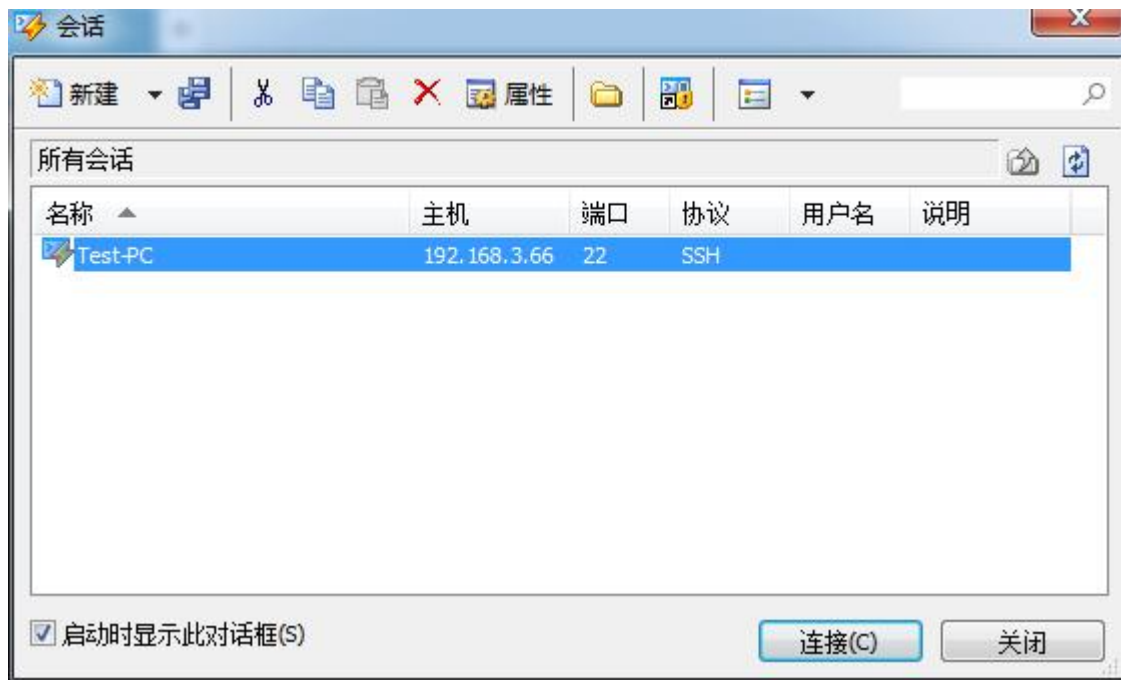 会话
新建 属性
所有会话
名称 主机 端口 协议 用户名 说明
Test-PC 192.168.3.66 22 SSH
启动时显示此对话框(S) 连接(C) 关闭